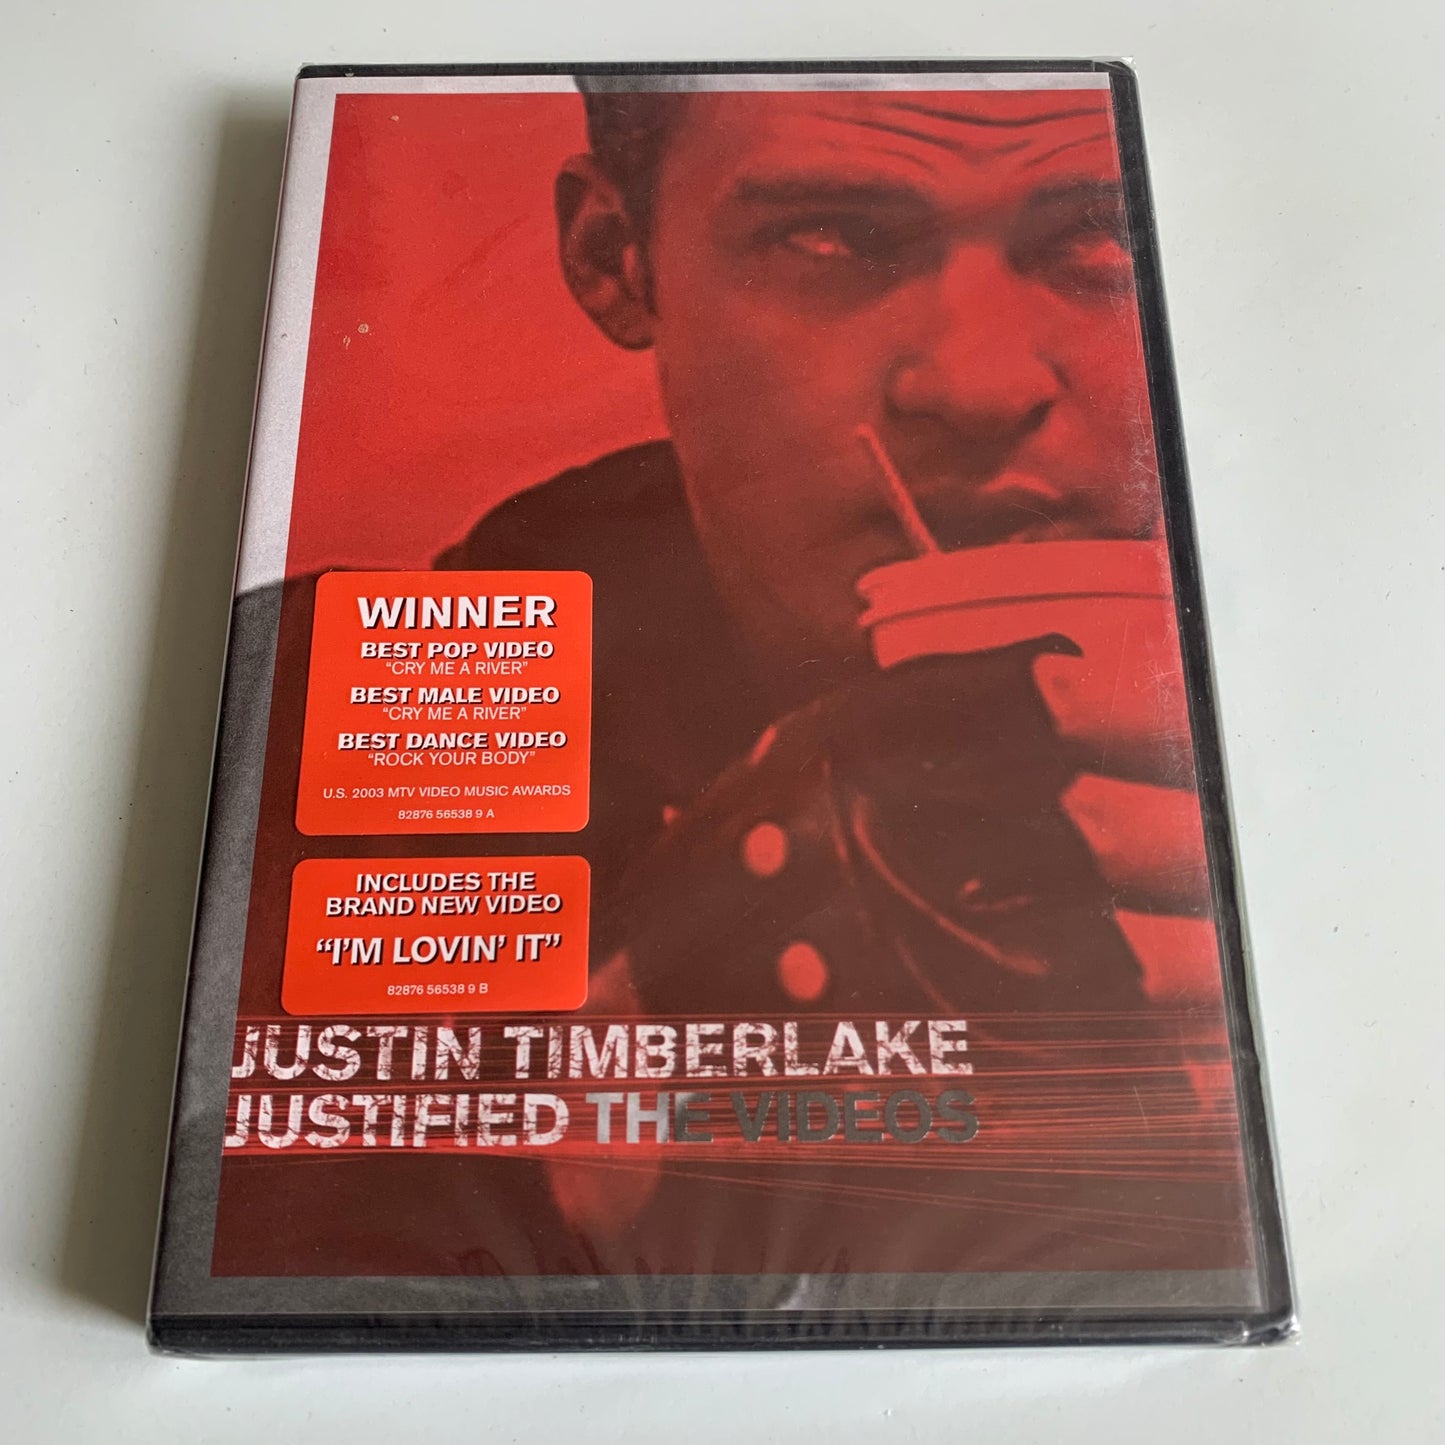 WINNER
BEST POP VIDEO
“CRY ME A RIVER”
BEST MALE VIDEO
“CRY ME A RIVER”
BEST DANCE VIDEO
“ROCK YOUR BODY”
U.S. 2003 MTV VIDEO MUSIC AWARDS
82876 56538 9 A
INCLUDES THE
BRAND NEW VIDEO
“I’M LOVIN’ IT”
82876 56538 9 B
JUSTIN TIMBERLAKE
JUSTIFIED THE VIDEOS